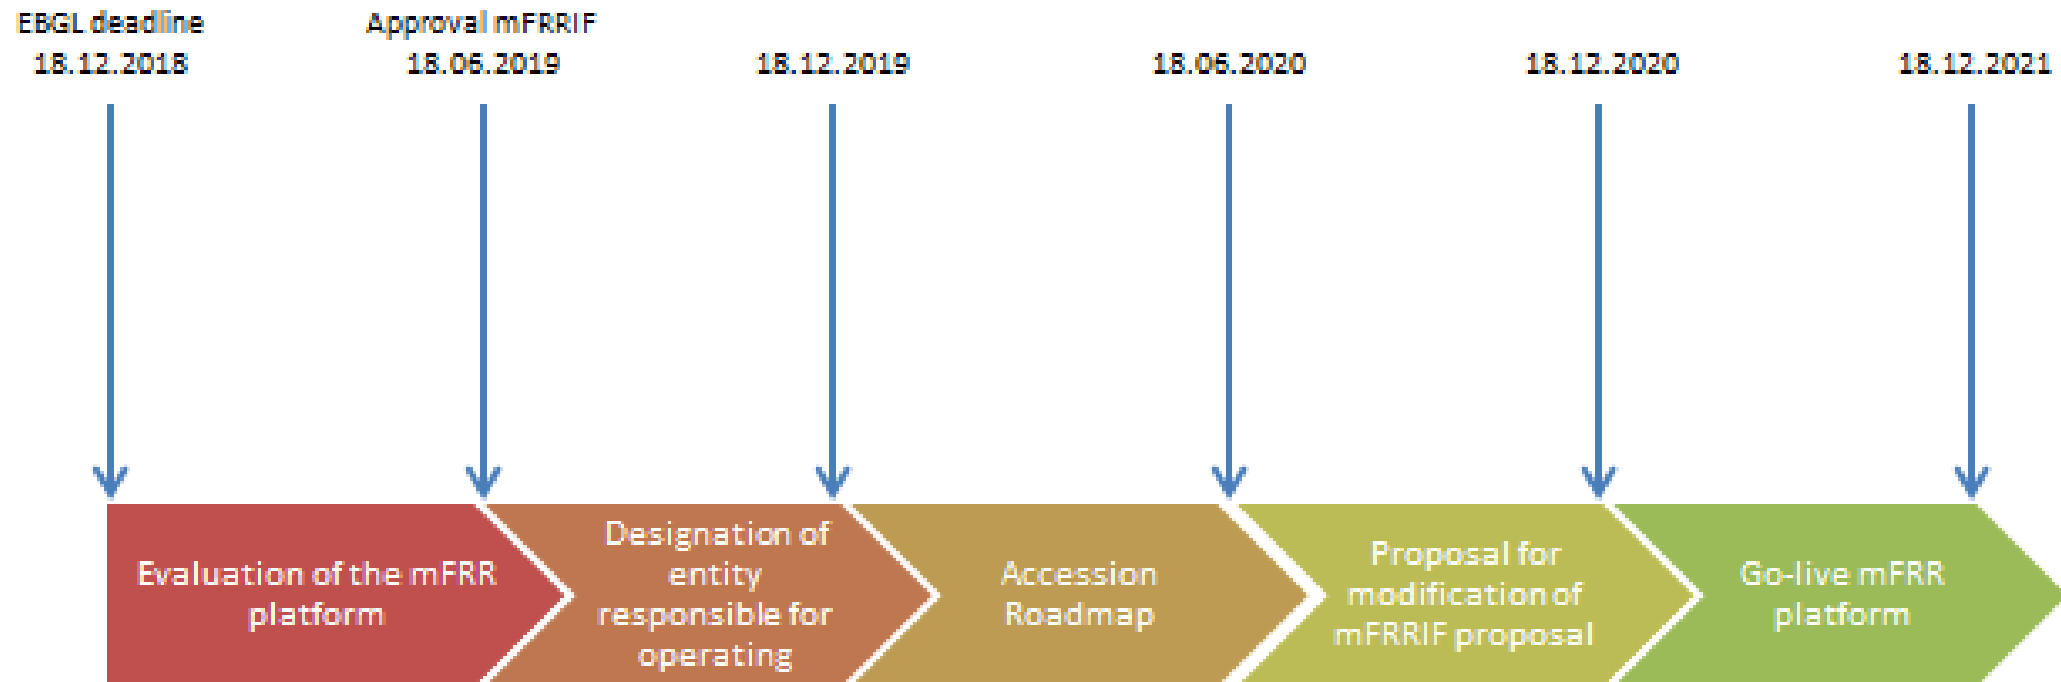 EBGL deadline
18.12.2018
Approval mFRRIF
18.06.2019
18.12.2019
18.06.2020
18.12.2020
18.12.2021
Evaluation of the mFRR
platform
Designation of
entity
responsible for
operating
Accession
Roadmap
Proposal for
modification of
mFRRIF proposal
Go-live mFRR
platform